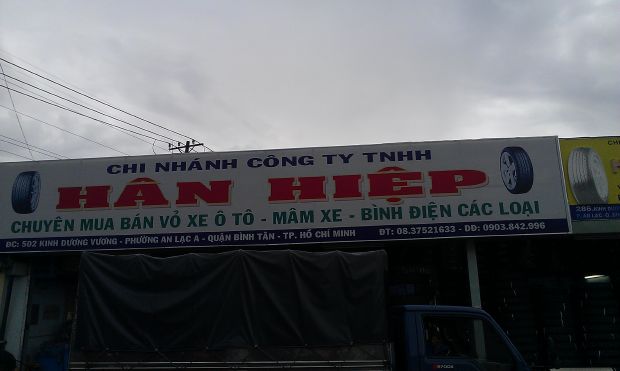 CHI NHÁNH CÔNG TY TNHH
HÂN HIỆP
CHUYÊN MUA BÁN VỎ XE Ô TÔ - MÂM XE - BÌNH ĐIỆN CÁC LOẠI
ĐC: 502 KINH DƯƠNG VƯƠNG - PHƯỜNG AN LẠC A - QUẬN BÌNH TÂN - TP. HỒ CHÍ MINH ĐT: 08.37521633 - DĐ: 0903.842.996